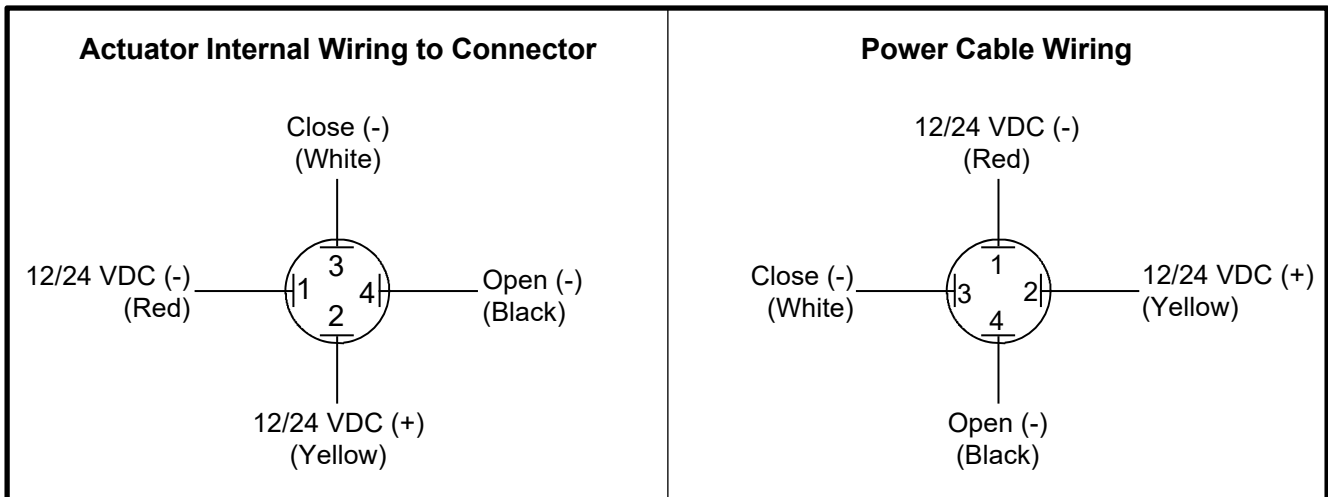 Actuator Internal Wiring to Connector
Close (-)
(White)
12/24 VDC (-)
(Red)
3
1
4
2
Open (-)
(Black)
12/24 VDC (+)
(Yellow)
Power Cable Wiring
12/24 VDC (-)
(Red)
Close (-)
(White)
1
3
2
4
12/24 VDC (+)
(Yellow)
Open (-)
(Black)